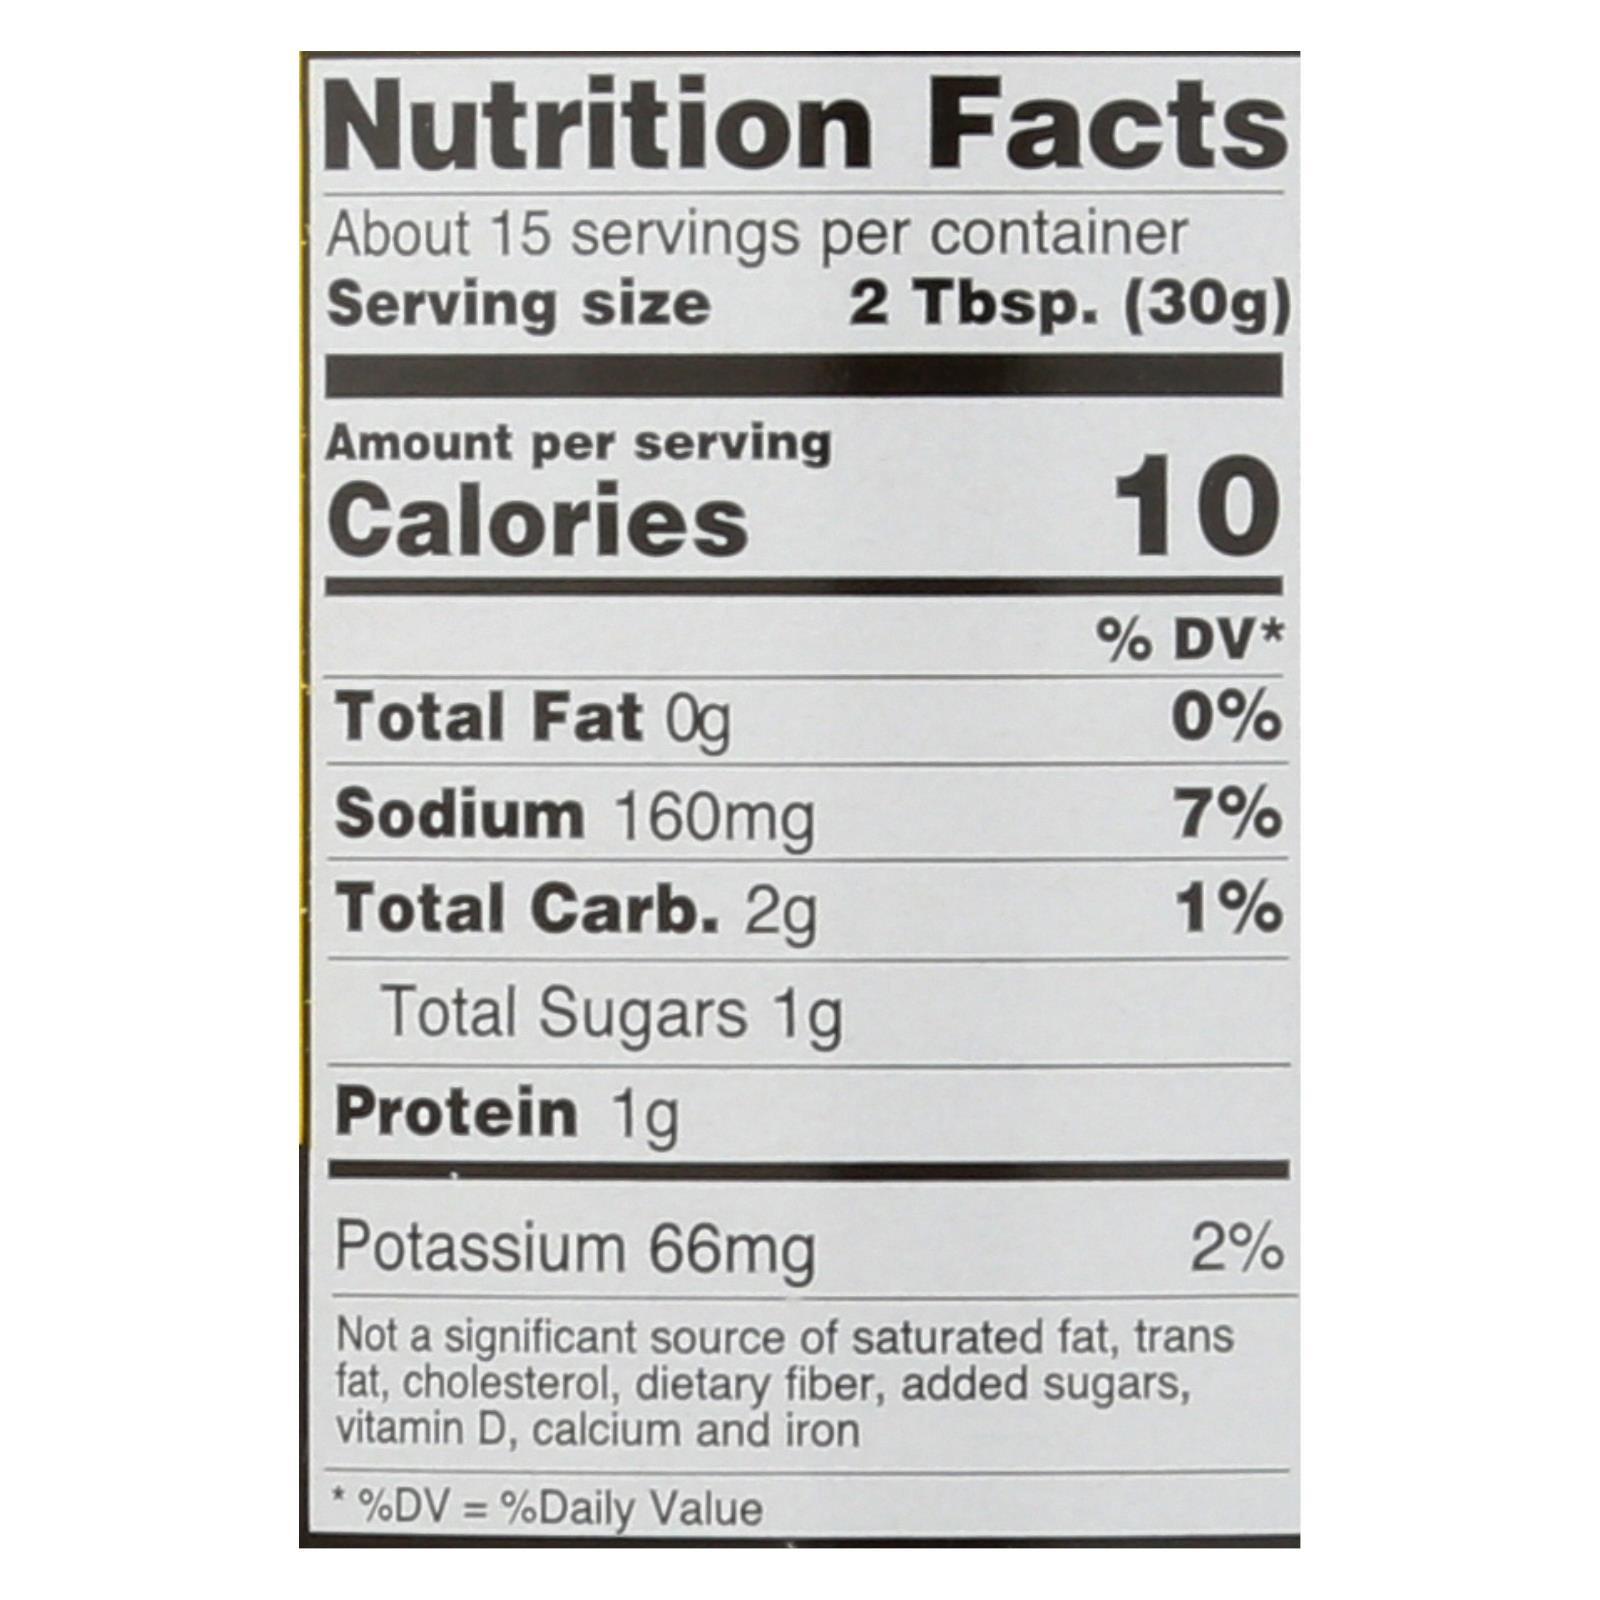 Nutrition Facts
About 15 servings per container
Serving size 2 Tbsp. (30g)
Amount per serving
Calories 10
% DV*
Total Fat 0g 0%
Sodium 160mg 7%
Total Carb. 2g 1%
Total Sugars 1g
Protein 1g
Potassium 66mg 2%
Not a significant source of saturated fat, trans
fat, cholesterol, dietary fiber, added sugars,
vitamin D, calcium and iron
* %DV = %Daily Value